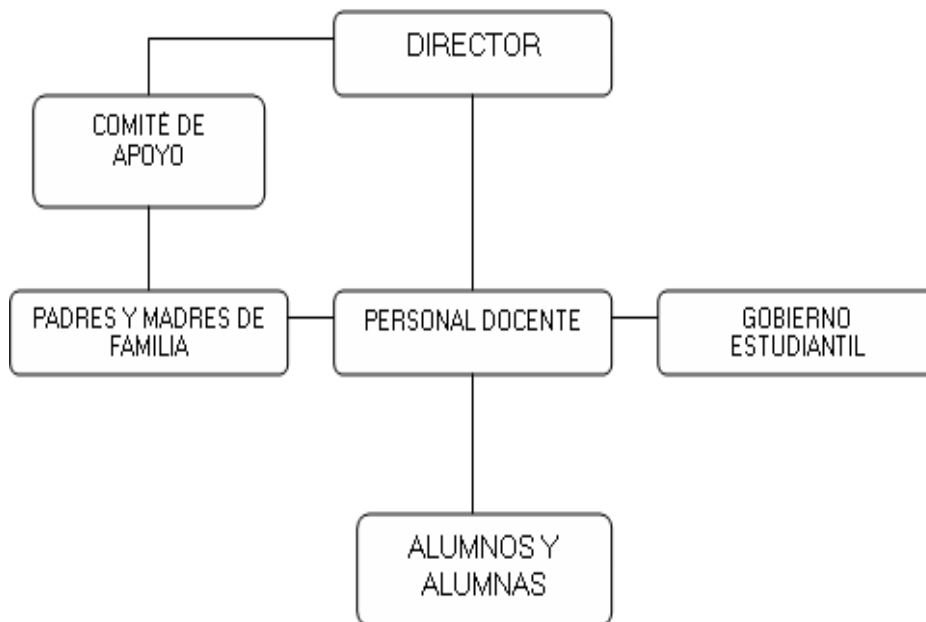 DIRECTOR
COMITÉ DE
APOYO
PADRES Y MADRES DE
FAMILIA
PERSONAL DOCENTE
GOBIERNO
ESTUDIANTIL
ALUMNOS Y
ALUMNAS